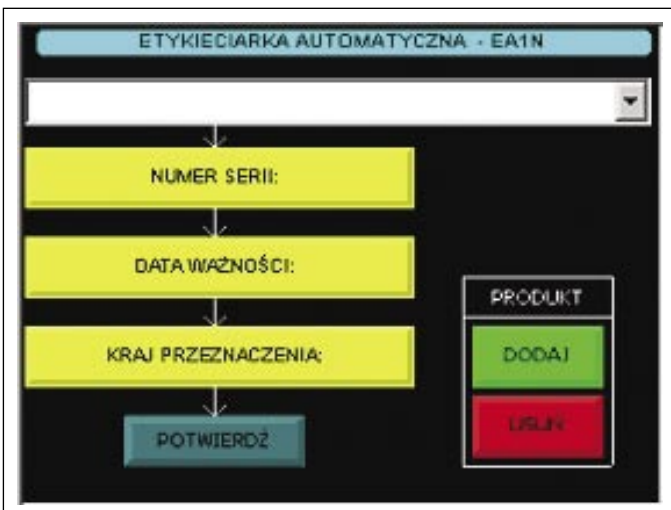 ETYKIECIARKA AUTOMATYCZNA - EA1N
NUMER SERII:
DATA WAŻNOŚCI:
KRAJ PRZEZNACZENIA:
POTWIERDŹ
PRODUKT
DODAJ
USUŃ